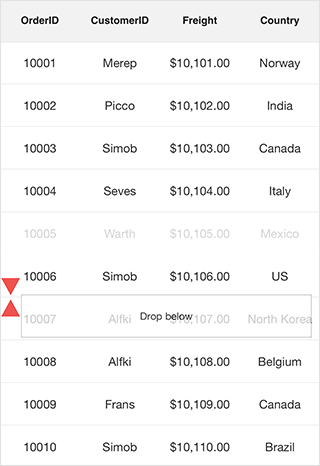 OrderID CustomerID Freight Country
10001 Merep $10,101.00 Norway
10002 Picco $10,102.00 India
10003 Simob $10,103.00 Canada
10004 Seves $10,104.00 Italy
10005 Warth $10,105.00 Mexico
10006 Simob $10,106.00 US
10007 Alfki $10,107.00 North Korea
Drop below
10008 Alfki $10,108.00 Belgium
10009 Frans $10,109.00 Canada
10010 Simob $10,110.00 Brazil